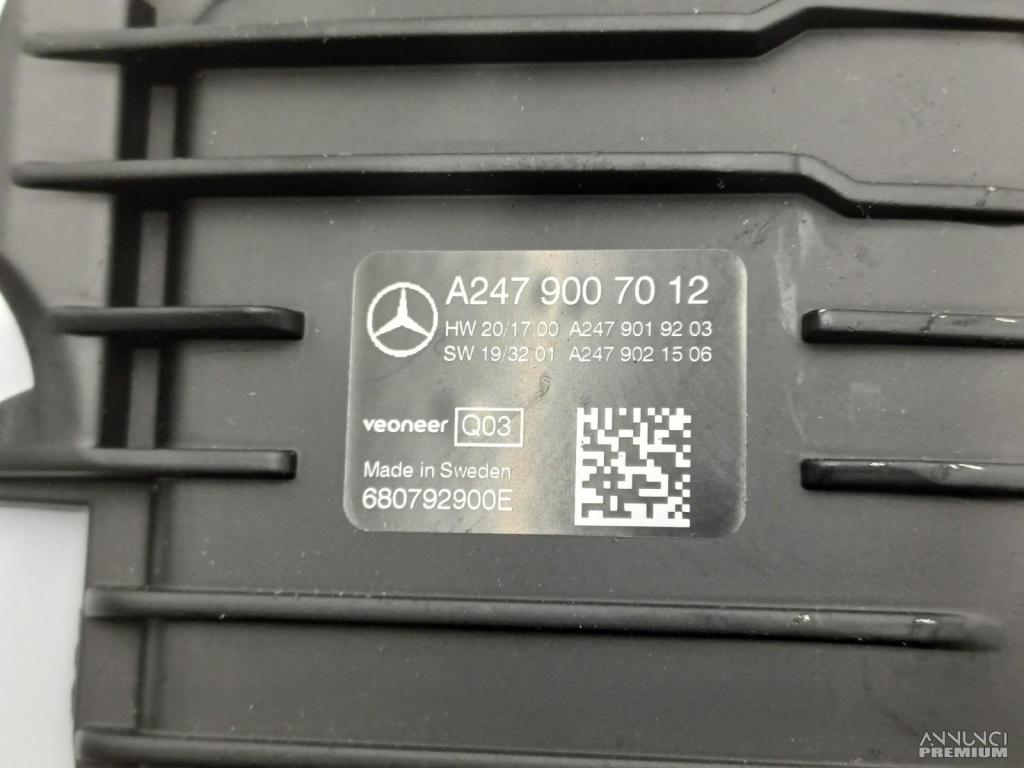 A247 900 70 12
HW 20/17.00 A247 901 92 03
SW 19/32.01 A247 902 15 06
veoneer Q03
Made in Sweden
680792900E
ANNUNCI
PREMIUM